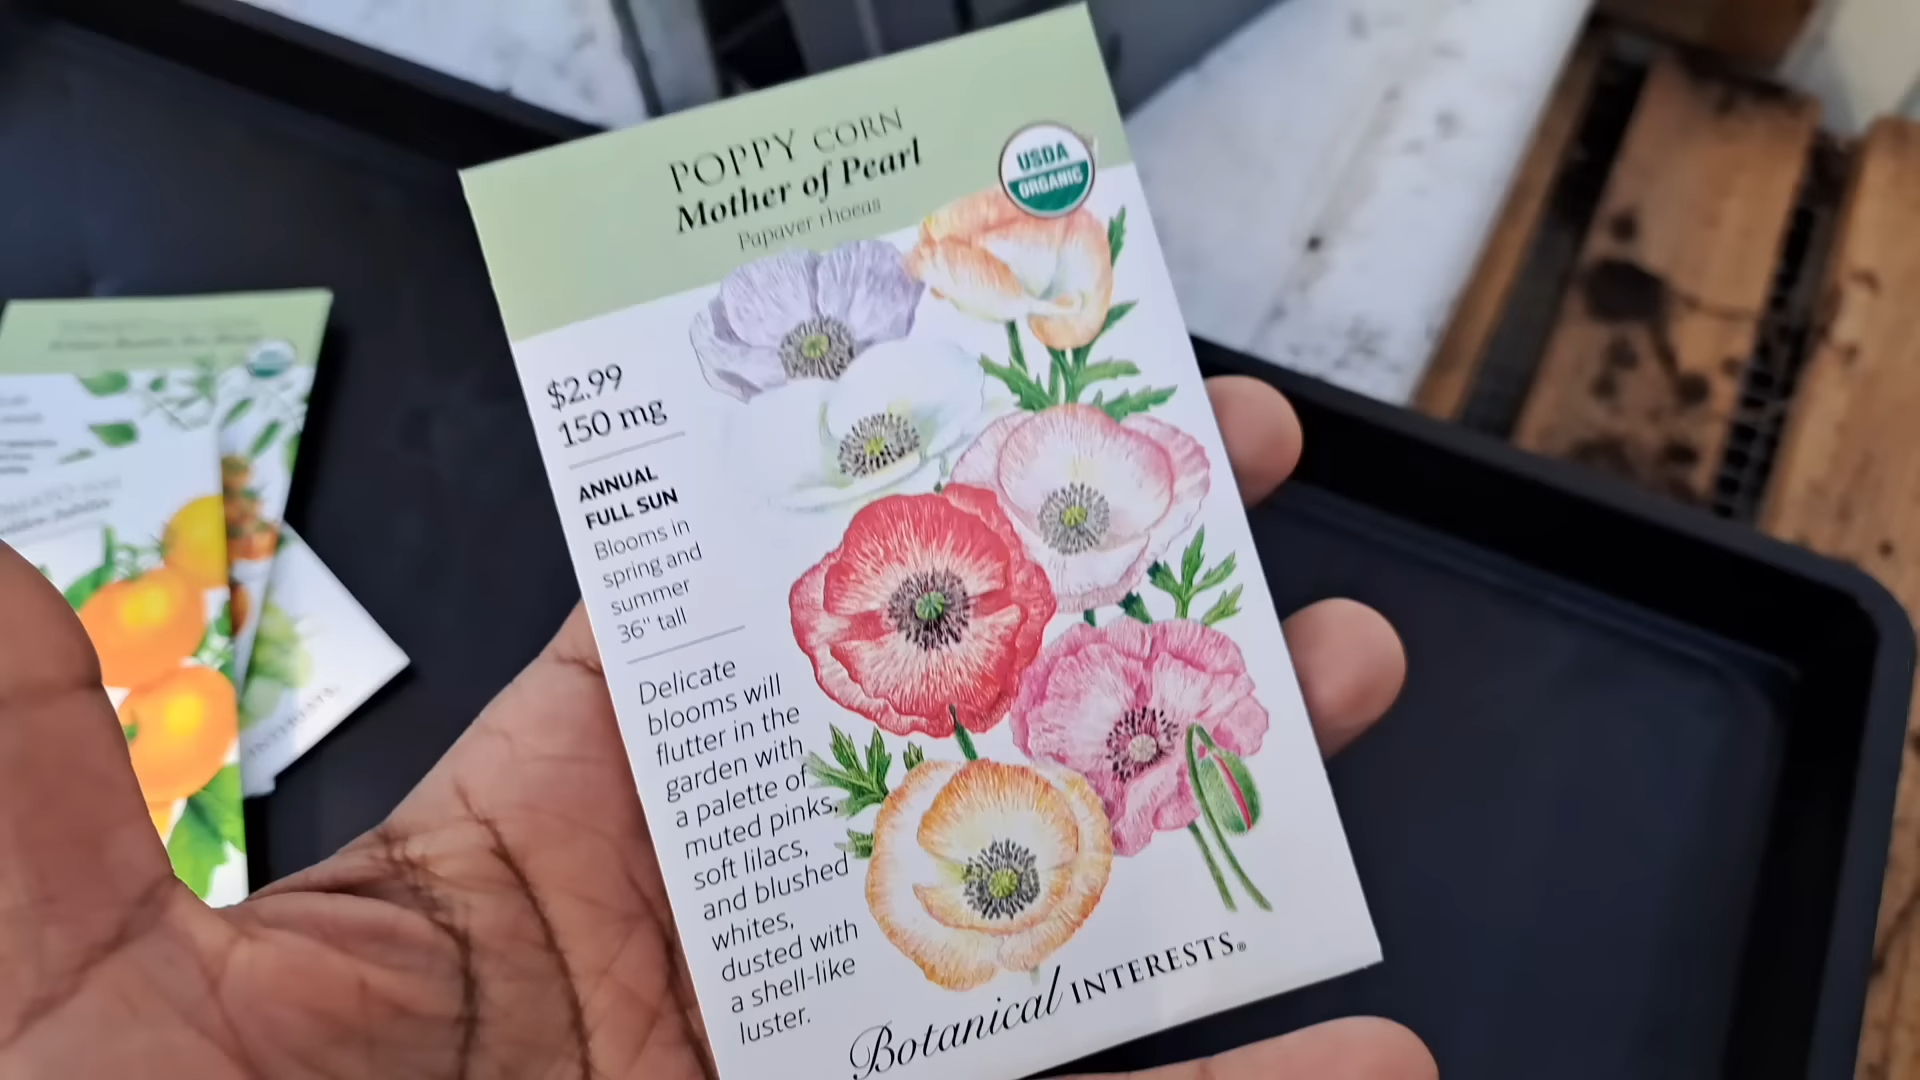 POPPY CORN
Mother of Pearl
Papaver rhoeas
USDA
ORGANIC
$2.99
150 mg
ANNUAL
FULL SUN
Blooms in
spring and
summer
36" tall
Delicate
blooms will
flutter in the
garden with
a palette of
muted pinks,
soft lilacs,
and blushed
whites,
dusted with
a shell-like
luster.
Botanical INTERESTS®